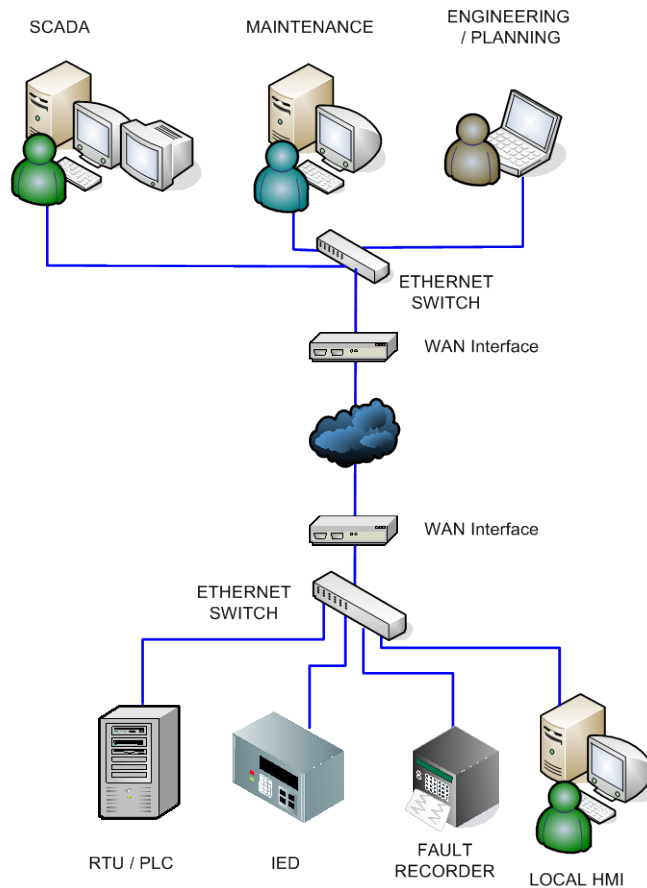 SCADA
MAINTENANCE
ENGINEERING
/ PLANNING
ETHERNET
SWITCH
WAN Interface
WAN Interface
ETHERNET
SWITCH
RTU / PLC
IED
FAULT
RECORDER
LOCAL HMI